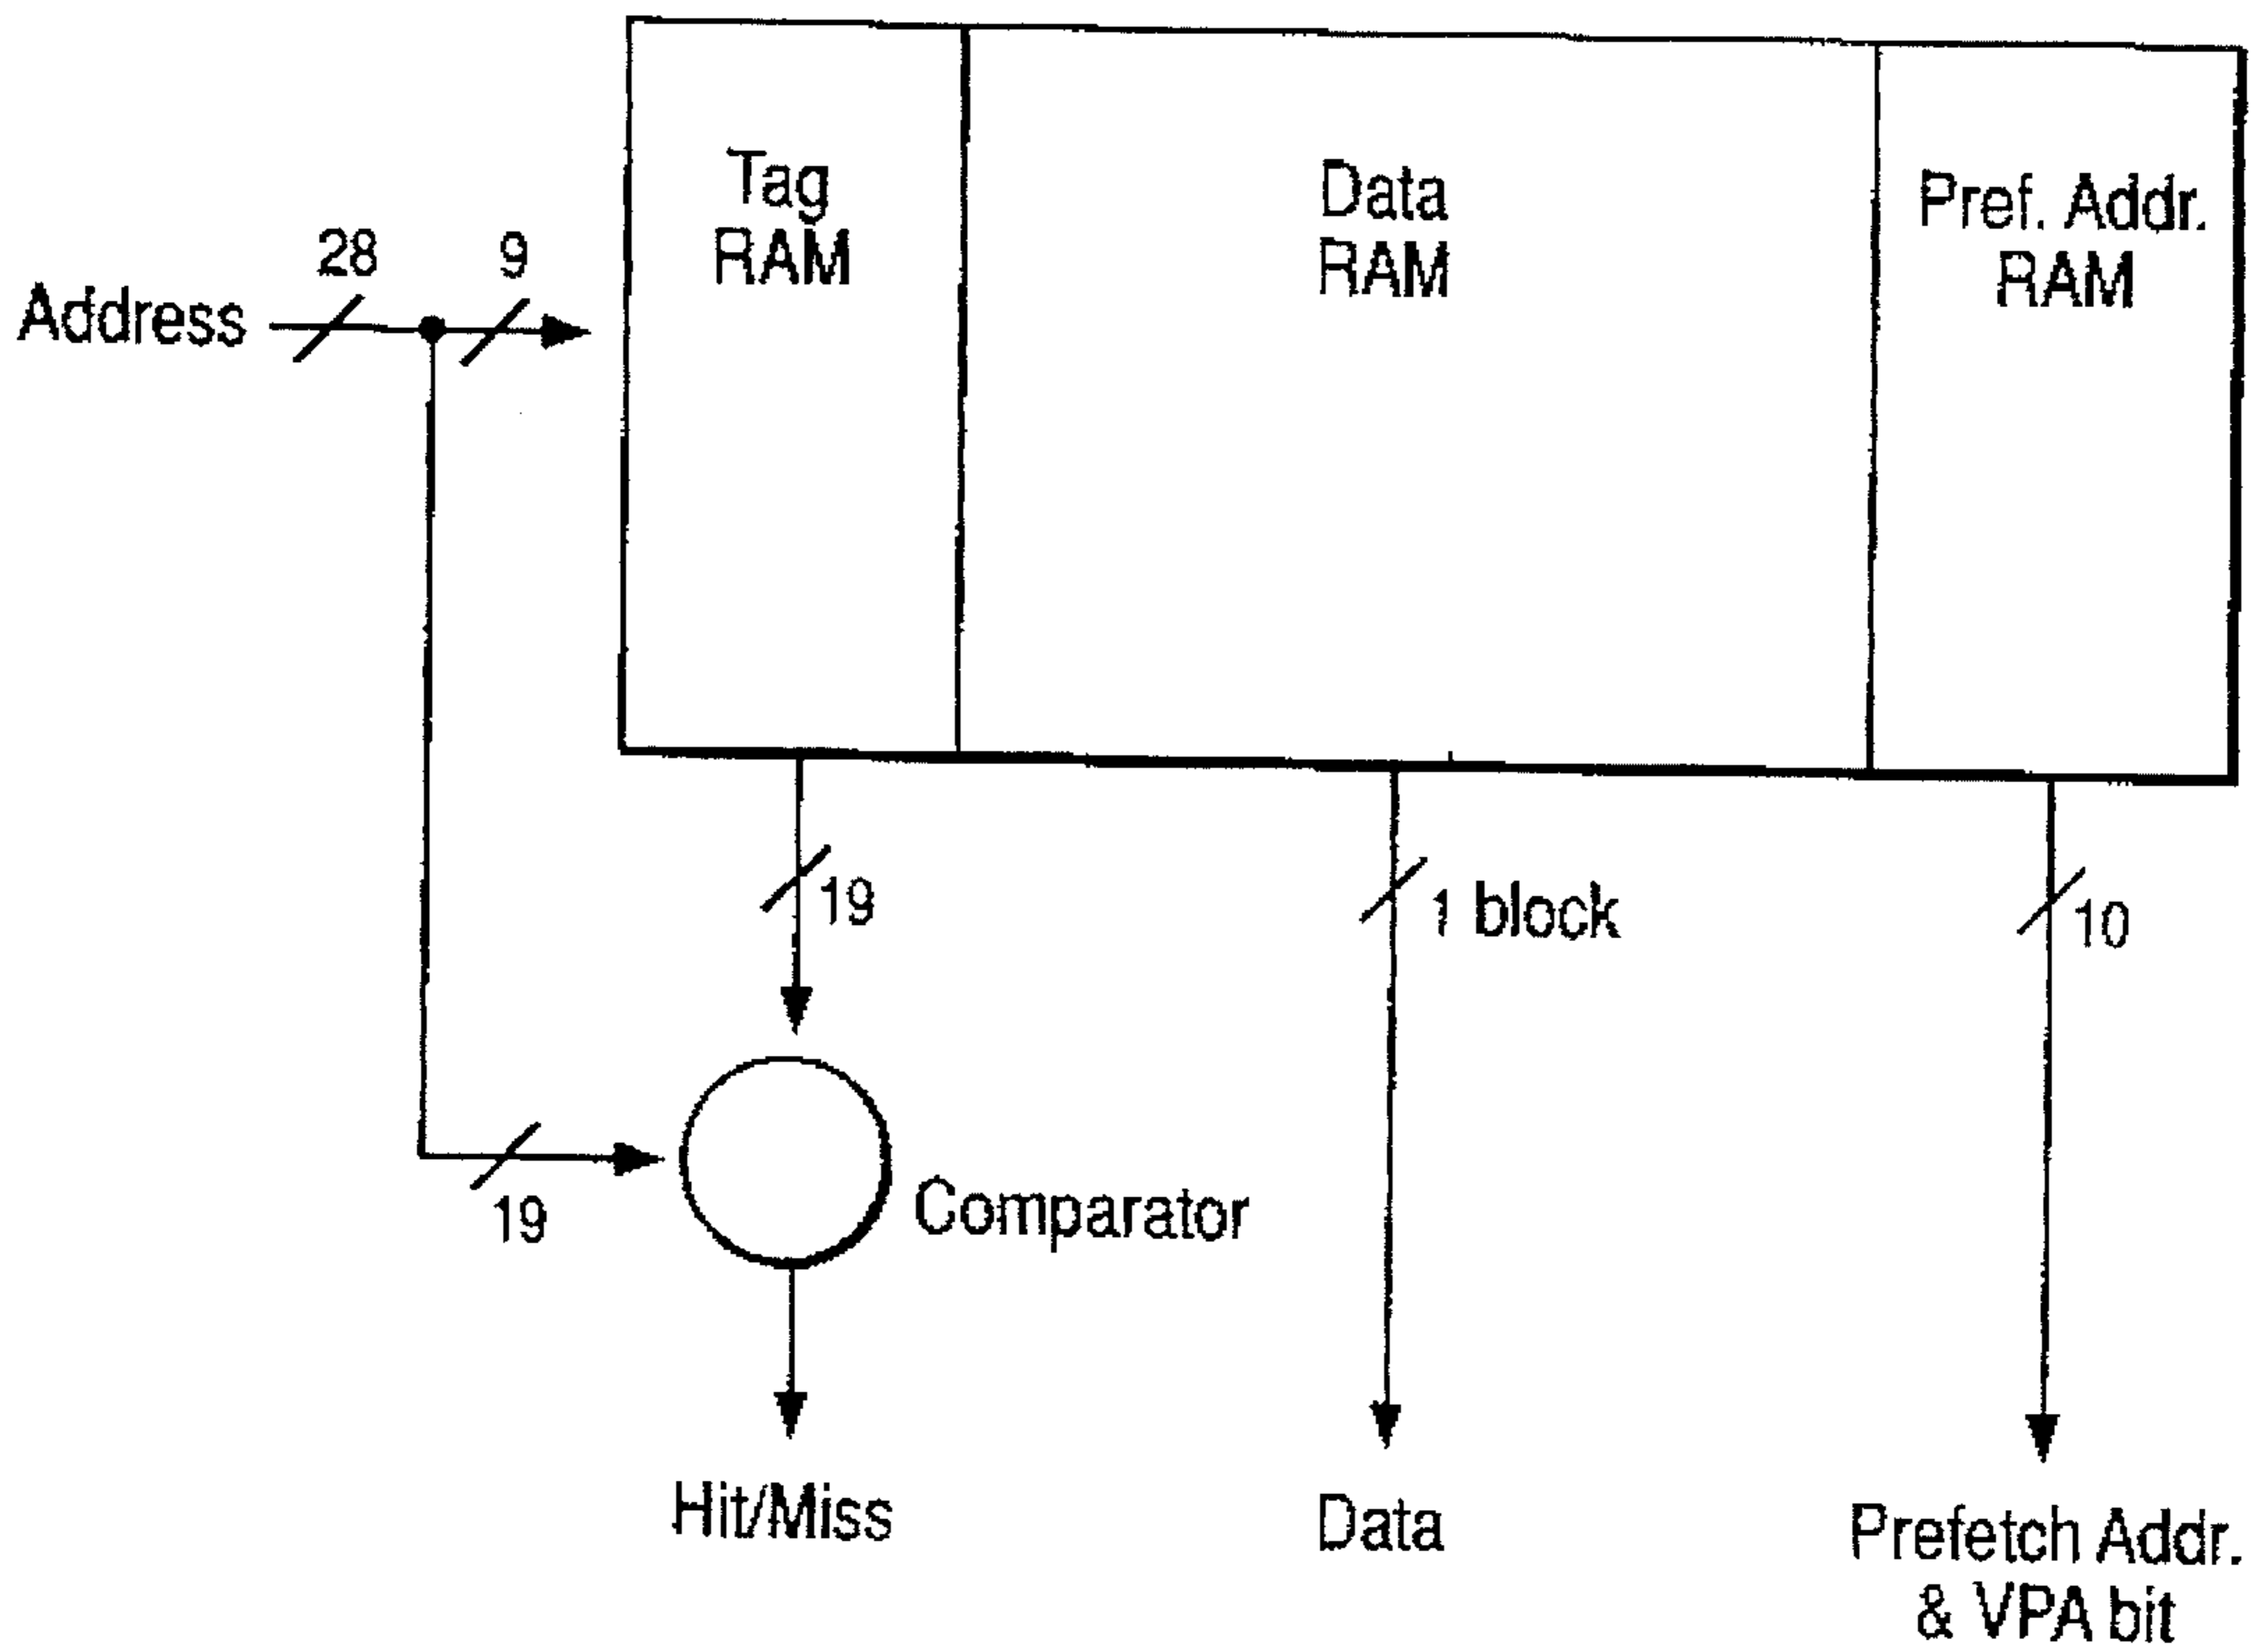 Tag
RAM
Data
RAM
Pref. Addr.
RAM
28
9
Address
19
1 block
10
19
Comparator
Hit/Miss
Data
Prefetch Addr.
& VPA bit